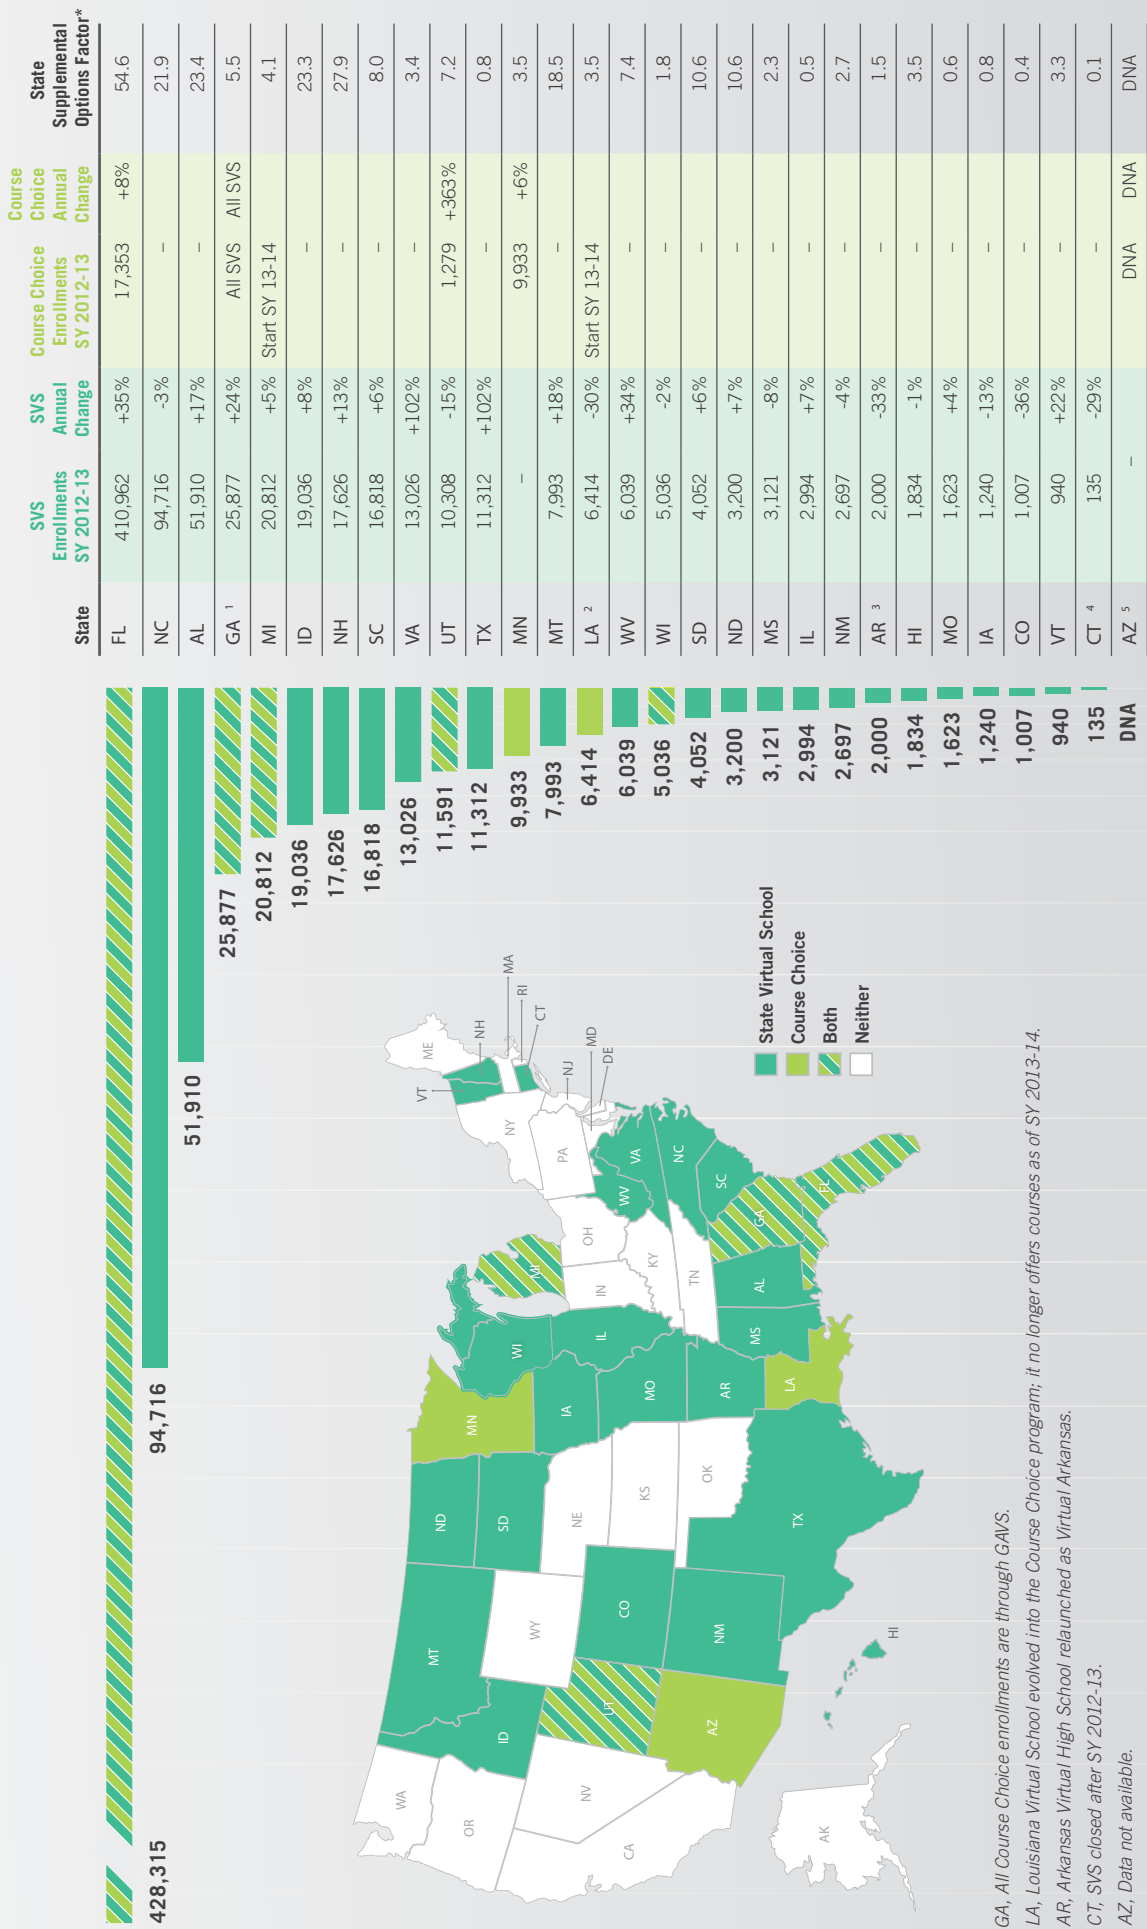 State
SVS
Enrollments
SY 2012-13
SVS
Annual
Change
Course Choice
Enrollments
SY 2012-13
Course
Choice
Annual
Change
State
Supplemental
Options Factor*
428,315 FL 410,962 +35% 17,353 +8% 54.6
94,716 NC 94,716 -3% – – 21.9
51,910 AL 51,910 +17% – – 23.4
25,877 GA 1 25,877 +24% All SVS All SVS 5.5
20,812 MI 20,812 +5% Start SY 13-14 4.1
19,036 ID 19,036 +8% – – 23.3
17,626 NH 17,626 +13% – – 27.9
16,818 SC 16,818 +6% – – 8.0
13,026 VA 13,026 +102% – – 3.4
11,591 UT 10,308 -15% 1,279 +363% 7.2
11,312 TX 11,312 +102% – – 0.8
9,933 MN – 9,933 +6% 3.5
7,993 MT 7,993 +18% – – 18.5
6,414 LA 2 6,414 -30% Start SY 13-14 3.5
6,039 WV 6,039 +34% – – 7.4
5,036 WI 5,036 -2% – – 1.8
4,052 SD 4,052 +6% – – 10.6
3,200 ND 3,200 +7% – – 10.6
3,121 MS 3,121 -8% – – 2.3
2,994 IL 2,994 +7% – – 0.5
2,697 NM 2,697 -4% – – 2.7
2,000 AR 3 2,000 -33% – – 1.5
1,834 HI 1,834 -1% – – 3.5
1,623 MO 1,623 +4% – – 0.6
1,240 IA 1,240 -13% – – 0.8
1,007 CO 1,007 -36% – – 0.4
940 VT 940 +22% – – 3.3
135 CT 4 135 -29% – – 0.1
DNA AZ 5 – DNA DNA DNA
WA
OR
CA
NV
ID
MT
WY
UT
AZ
CO
NM
ND
SD
NE
KS
OK
TX
MN
IA
MO
AR
LA
WI
IL
MS
MI
IN
OH
KY
TN
AL
GA
FL
SC
NC
VA
WV
PA
NY
VT
NH
ME
MA
RI
CT
NJ
MD
DE
AK
HI
State Virtual School
Course Choice
Both
Neither
GA, All Course Choice enrollments are through GAVS.
LA, Louisiana Virtual School evolved into the Course Choice program; it no longer offers courses as of SY 2013-14.
AR, Arkansas Virtual High School relaunched as Virtual Arkansas.
CT, SVS closed after SY 2012-13.
AZ, Data not available.